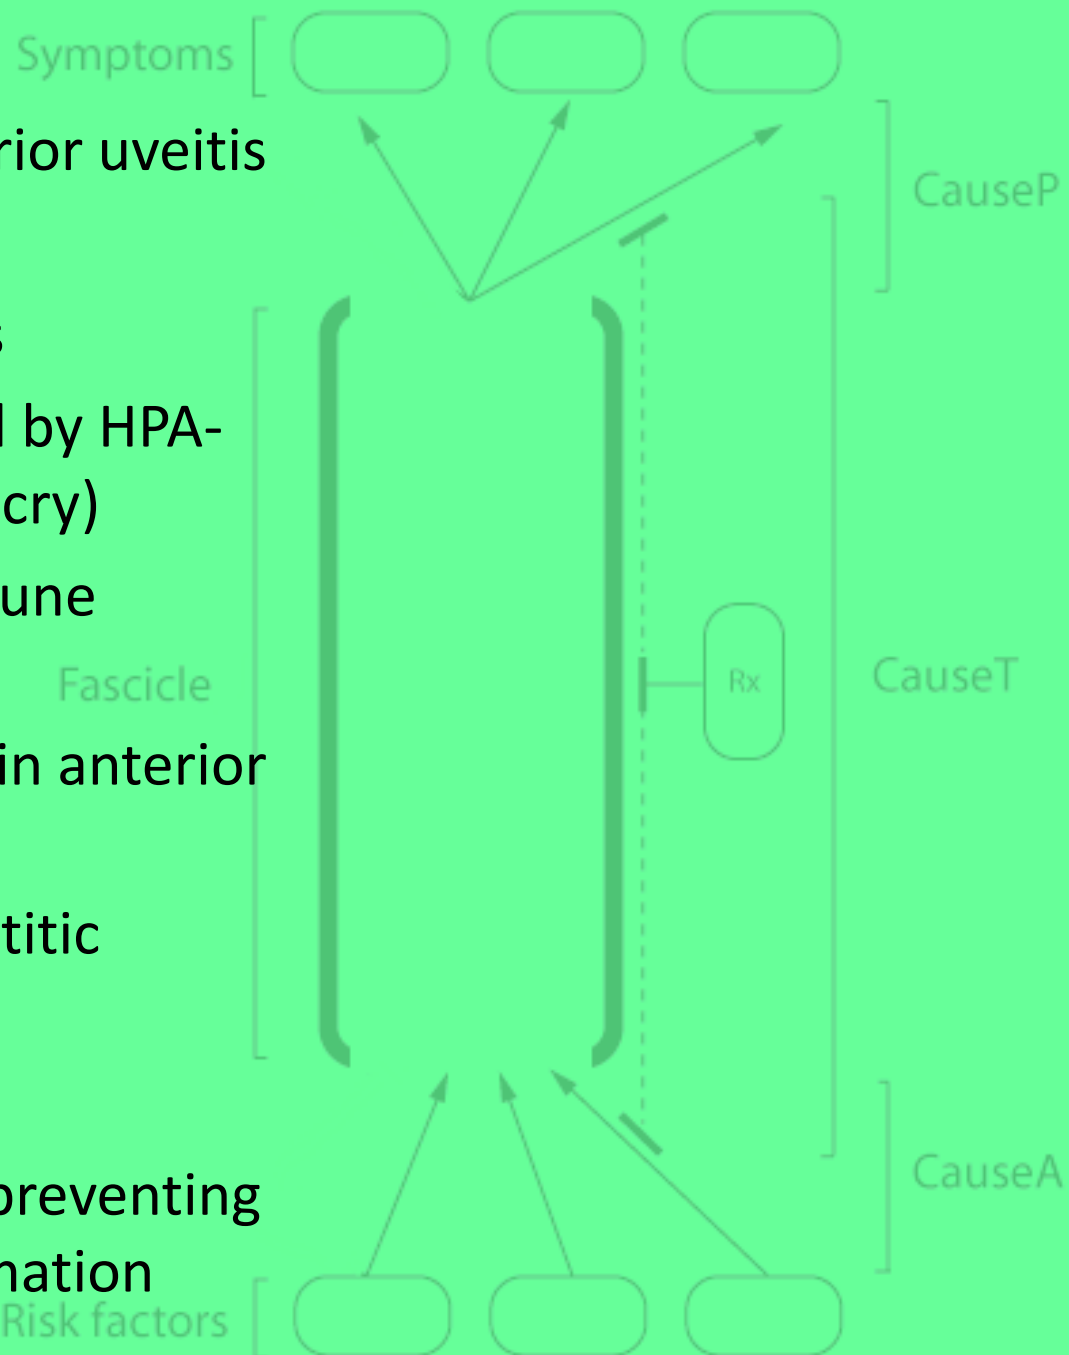 Symptoms
rior uveitis
CauseP
s
l by HPA-
cry)
une
Fascicle
Rx
CauseT
in anterior
titic
CauseA
preventing
nation
Risk factors